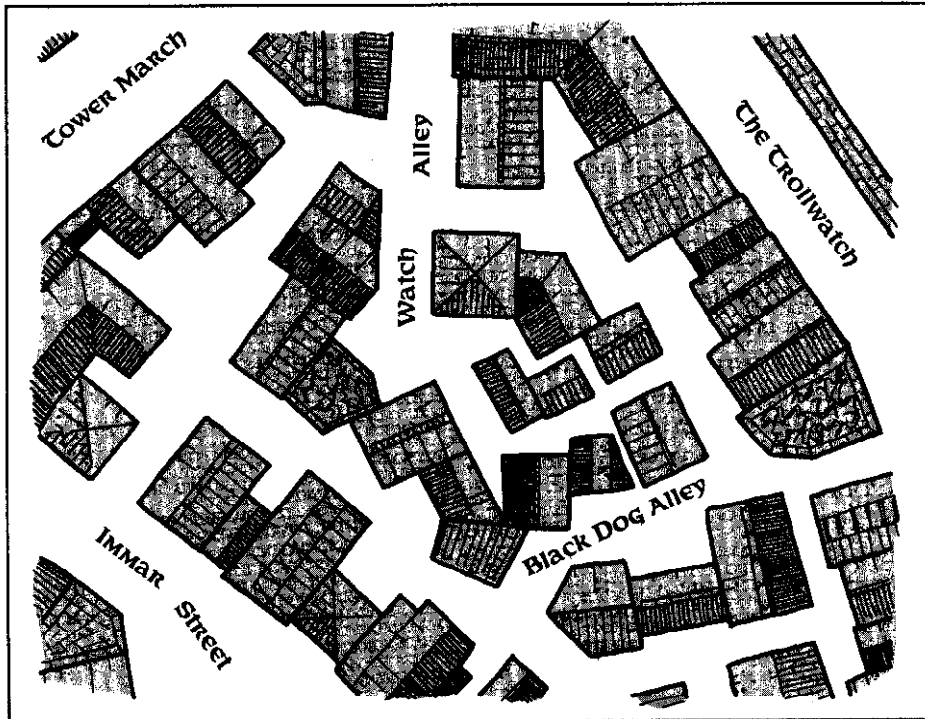 Tower March
Watch Alley
The Trollwatch
Black Dog Alley
Immar Street